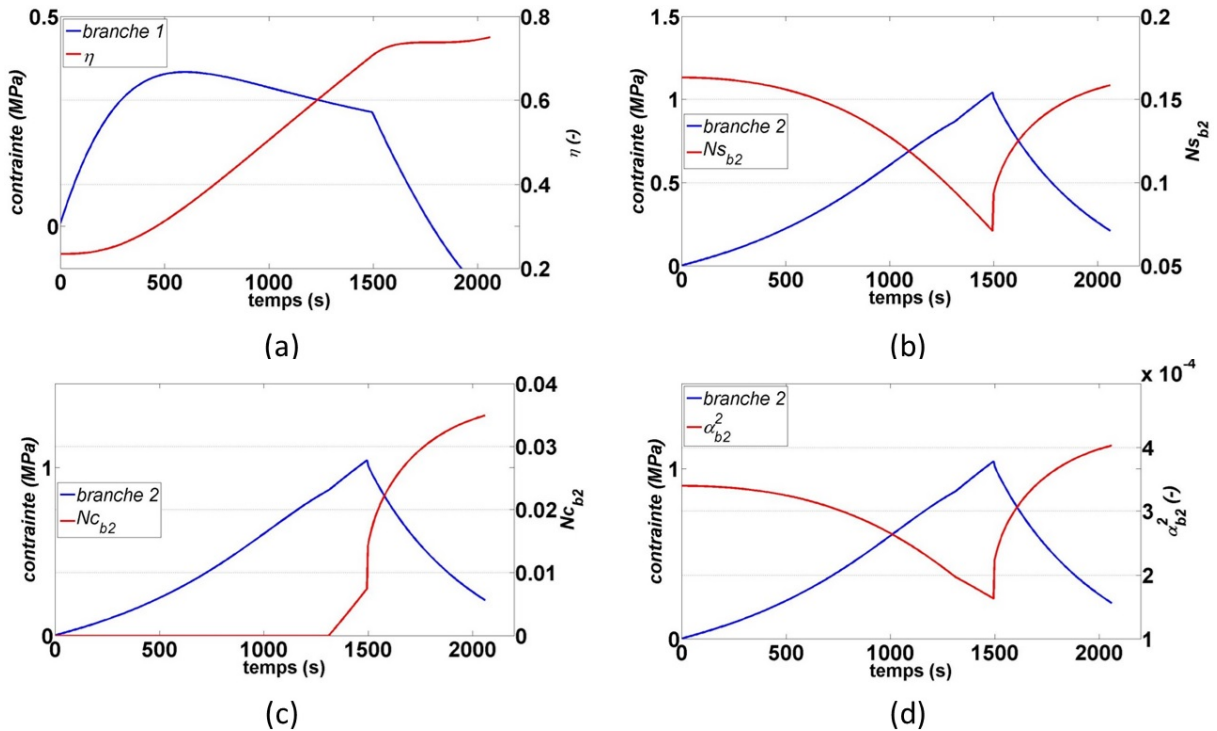 0.5
0.8
branche 1
η
contrainte (MPa)
0.6
η (-)
0.4
0
0.2
0 500 1000 1500 2000
temps (s)
(a)
1.5
0.2
contrainte (MPa)
1
0.15
branche 2
Ns_b2
Ns_b2
0.5
0.1
0
0.05
0 500 1000 1500 2000
temps (s)
(b)
0.04
contrainte (MPa)
0.03
1
branche 2
Nc_b2
0.02
Nc_b2
0.01
0
0
0 500 1000 1500 2000
temps (s)
(c)
x 10^-4
branche 2
α_b2^2
contrainte (MPa)
4
1
3
α_b2^2 (-)
2
0
1
0 500 1000 1500 2000
temps (s)
(d)